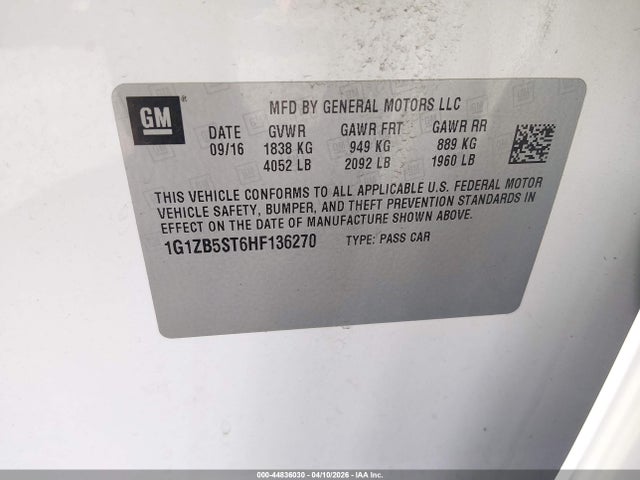 GM ®
MFD BY GENERAL MOTORS LLC
DATE GVWR GAWR FRT GAWR RR
09/16 1838 KG 949 KG 889 KG
4052 LB 2092 LB 1960 LB
THIS VEHICLE CONFORMS TO ALL APPLICABLE U.S. FEDERAL MOTOR
VEHICLE SAFETY, BUMPER, AND THEFT PREVENTION STANDARDS IN
EFFECT ON THE DATE OF MANUFACTURE SHOWN ABOVE.
1G1ZB5ST6HF136270 TYPE: PASS CAR
000-44836030 - 04/10/2026 - IAA Inc.